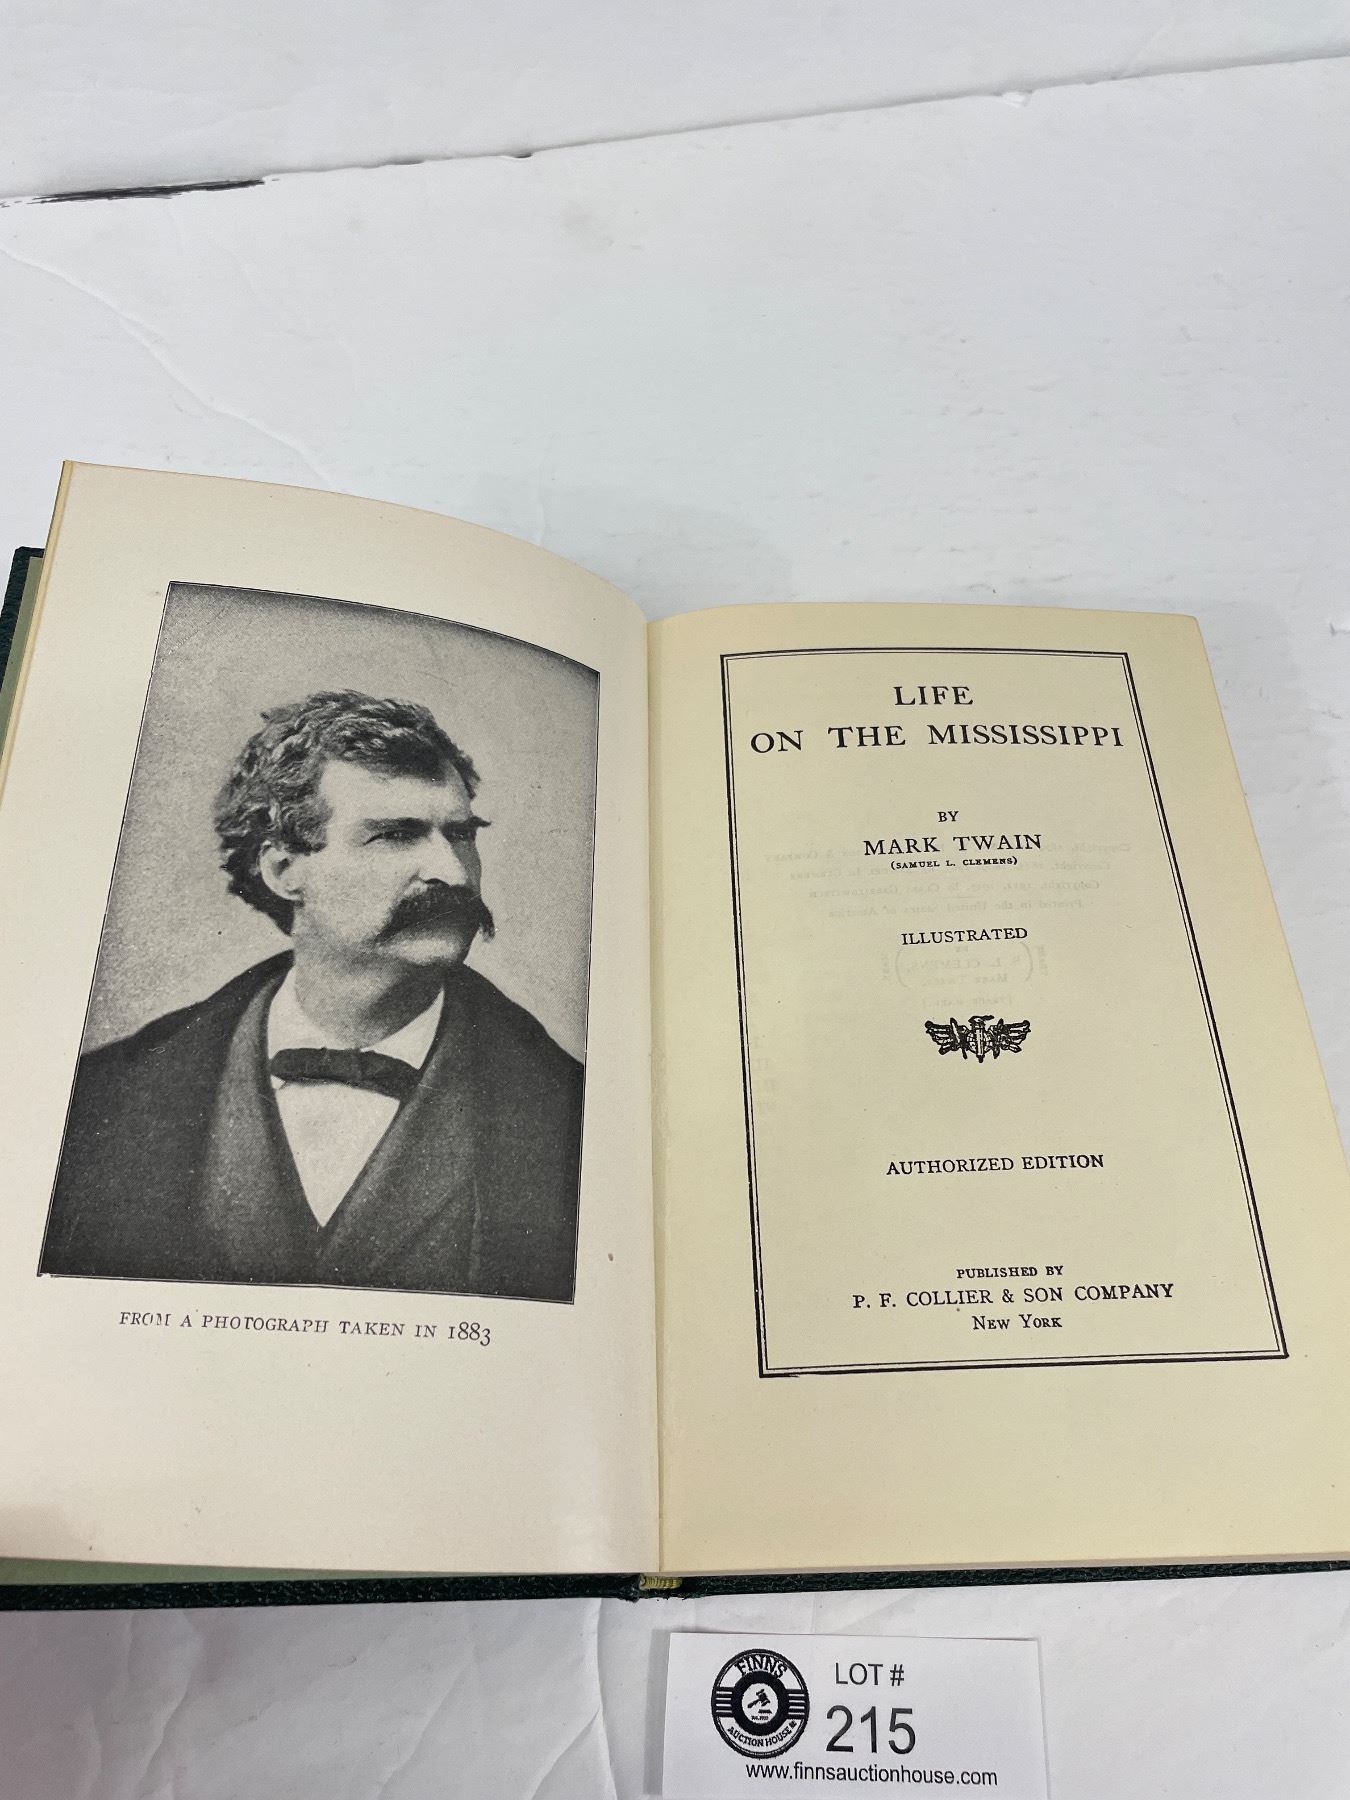 FROM A PHOTOGRAPH TAKEN IN 1883
LIFE
ON THE MISSISSIPPI
BY
MARK TWAIN
(SAMUEL L. CLEMENS)
ILLUSTRATED
AUTHORIZED EDITION
PUBLISHED BY
P. F. COLLIER & SON COMPANY
NEW YORK
FINNS
AUCTION HOUSE
LOT #
215
www.finnsauctionhouse.com